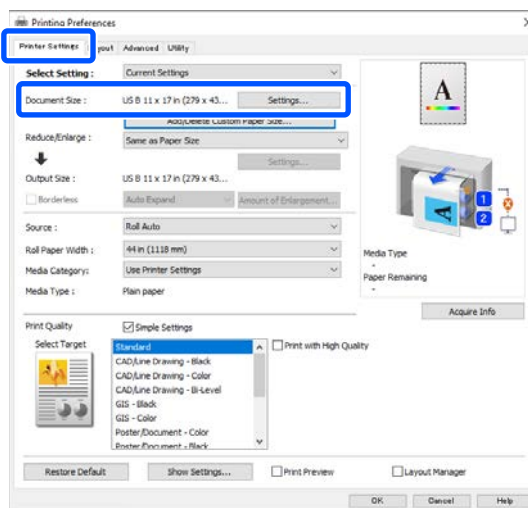 Printing Preferences
Printer Settings yout Advanced Utility
Select Setting : Current Settings
Document Size : US B 11 x 17 in (279 x 43... Settings...
Add/Delete Custom Paper Size...
Reduce/Enlarge : Same as Paper Size
Settings...
Output Size : US B 11 x 17 in (279 x 43...
Borderless Auto Expand Amount of Enlargement...
Source : Roll Auto
Roll Paper Width : 44 in (1118 mm)
Media Category: Use Printer Settings
Media Type : Plain paper
A
A
1
2
Media Type
-
Paper Remaining
-
Acquire Info
Print Quality Simple Settings
Select Target
Standard
CAD/Line Drawing - Black
CAD/Line Drawing - Color
CAD/Line Drawing - Bi-Level
GIS - Black
GIS - Color
Poster/Document - Color
Poster/Document - Black
Print with High Quality
Restore Default Show Settings... Print Preview Layout Manager
OK Cancel Help